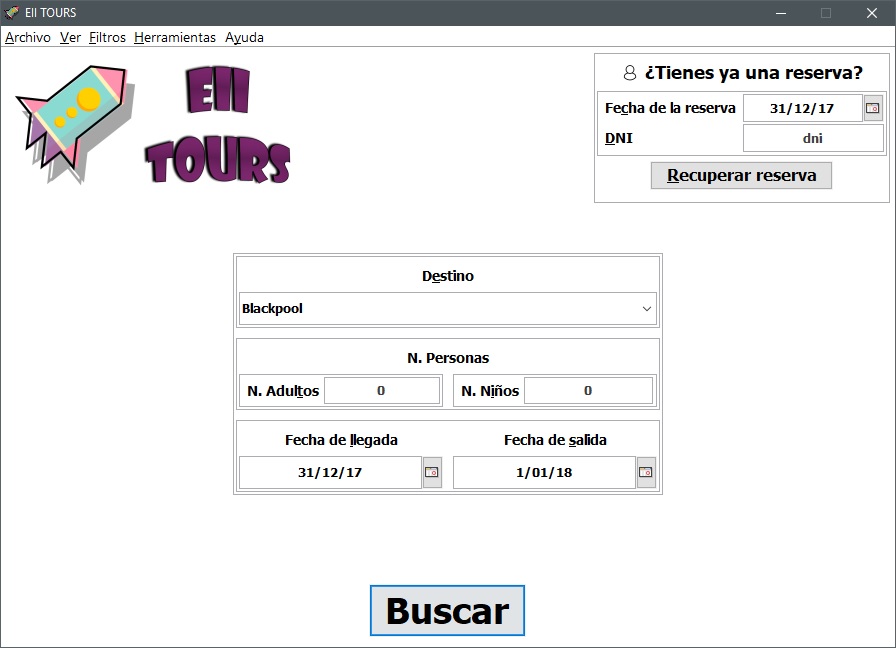 EII TOURS
Archivo Ver Filtros Herramientas Ayuda
EII
TOURS
¿Tienes ya una reserva?
Fecha de la reserva 31/12/17
DNI dni
Recuperar reserva
Destino
Blackpool
N. Personas
N. Adultos 0 N. Niños 0
Fecha de llegada Fecha de salida
31/12/17 1/01/18
Buscar